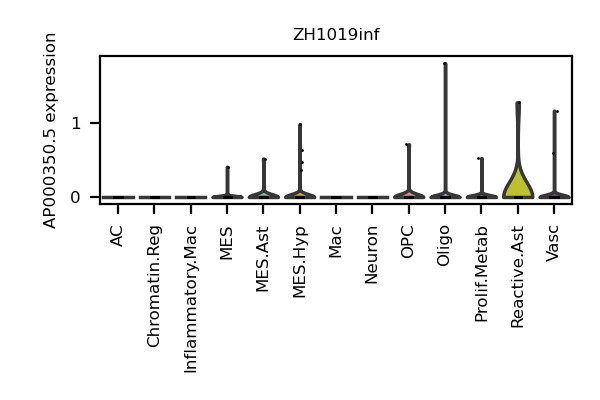 ZH1019inf
AP000350.5 expression
1
0
AC
Chromatin.Reg
Inflammatory.Mac
MES
MES.Ast
MES.Hyp
Mac
Neuron
OPC
Oligo
Prolif.Metab
Reactive.Ast
Vasc